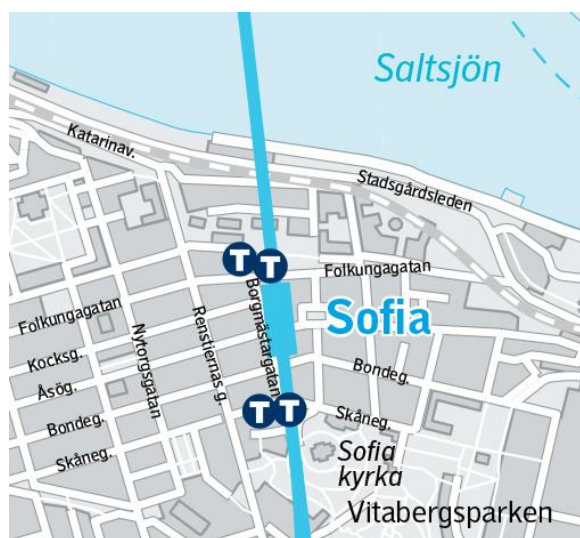 Saltsjön
Katarinav.
Stadsgårdsleden
T T
Folkungagatan
Folkungagatan
Borgmästargatan
Sofia
Renstiernas g.
Nytorgsgatan
Kocksg.
Åsög.
Bondeg.
Bondeg.
T T
Skåneg.
Skåneg.
Sofia
kyrka
Vitabergsparken